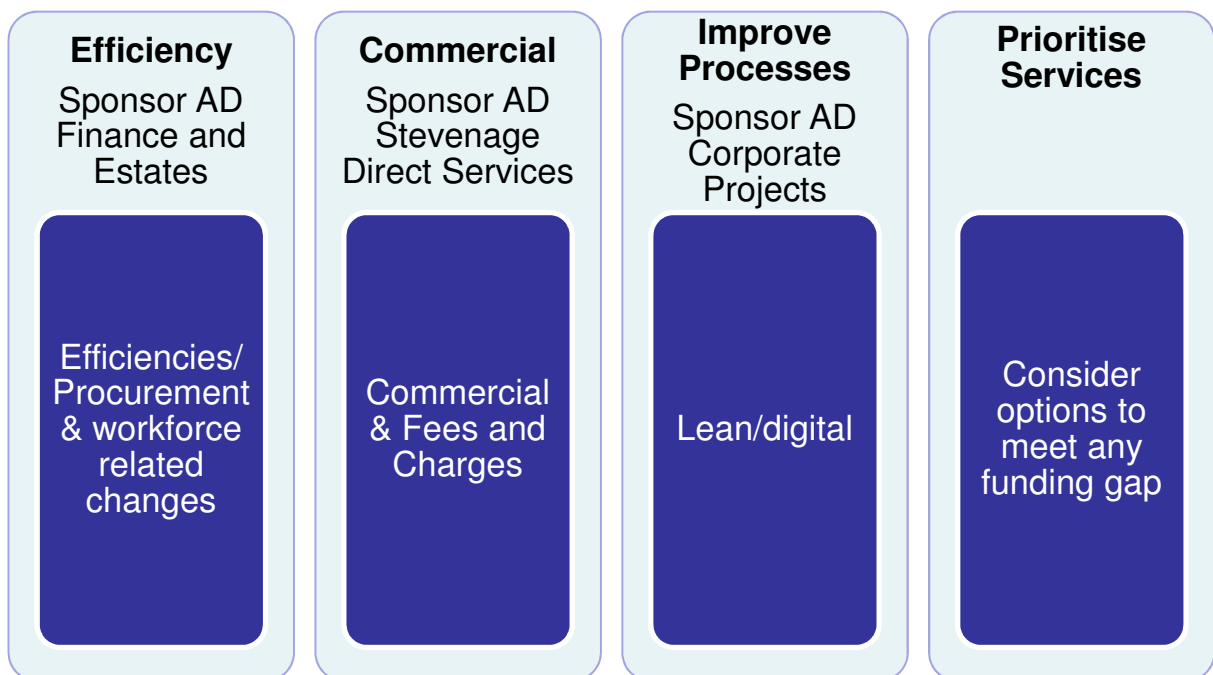 Efficiency
Sponsor AD
Finance and
Estates
Efficiencies/
Procurement
& workforce
related
changes
Commercial
Sponsor AD
Stevenage
Direct Services
Commercial
& Fees and
Charges
Improve
Processes
Sponsor AD
Corporate
Projects
Lean/digital
Prioritise
Services
Consider
options to
meet any
funding gap